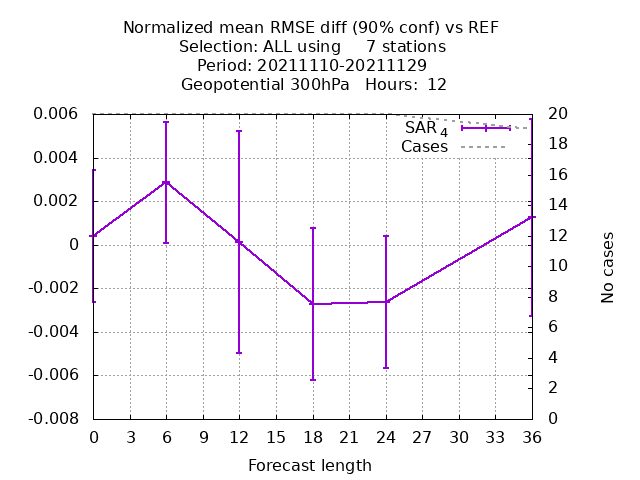 Normalized mean RMSE diff (90% conf) vs REF
Selection: ALL using     7 stations
Period: 20211110-20211129
Geopotential 300hPa   Hours:  12
0.006
0.004
0.002
0
-0.002
-0.004
-0.006
-0.008
20
18
16
14
12
10
8
6
4
2
0
SAR 4
Cases
No cases
0 3 6 9 12 15 18 21 24 27 30 33 36
Forecast length